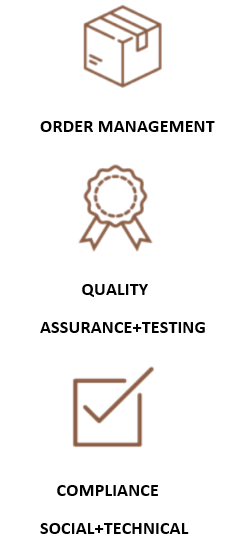 ORDER MANAGEMENT
QUALITY
ASSURANCE+TESTING
COMPLIANCE
SOCIAL+TECHNICAL